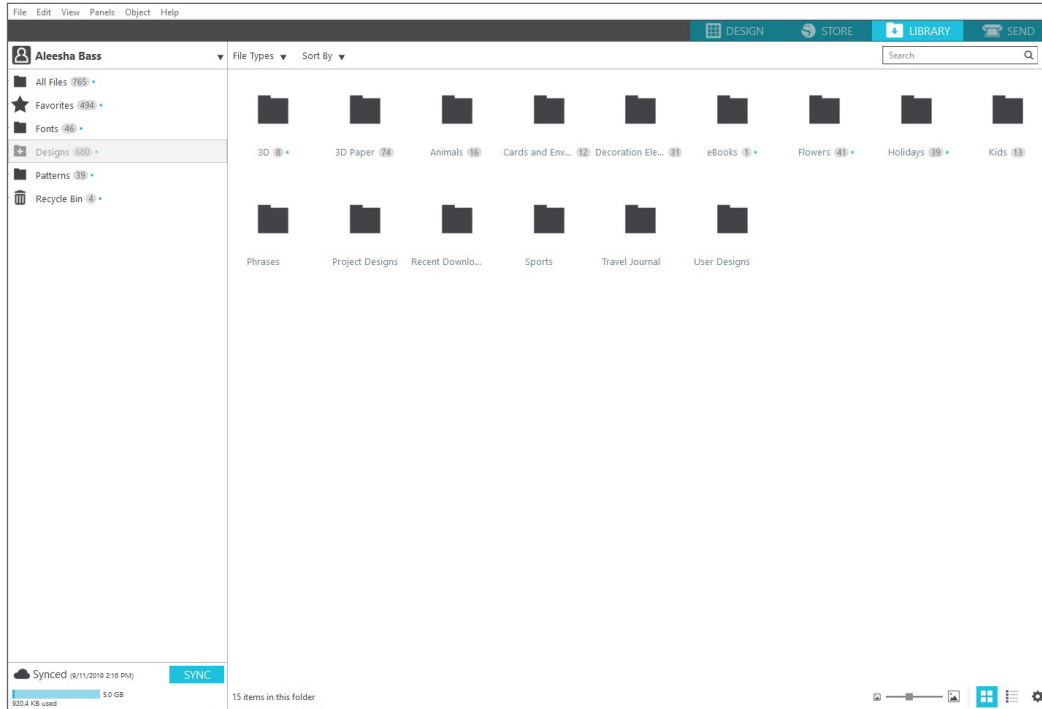 File Edit View Panels Object Help
DESIGN STORE LIBRARY SEND
Aleesha Bass File Types Sort By Search
All Files 765
Favorites 494
Fonts 46
Designs 680
Patterns 39
Recycle Bin 4
3D 8 3D Paper 74 Animals 16 Cards and Env... 12 Decoration Ele... 31 eBooks 1 Flowers 41 Holidays 39 Kids 13
Phrases Project Designs Recent Downlo... Sports Travel Journal User Designs
Synced (9/11/2019 2:16 PM) SYNC
5.0 GB
920.4 KB used
15 items in this folder